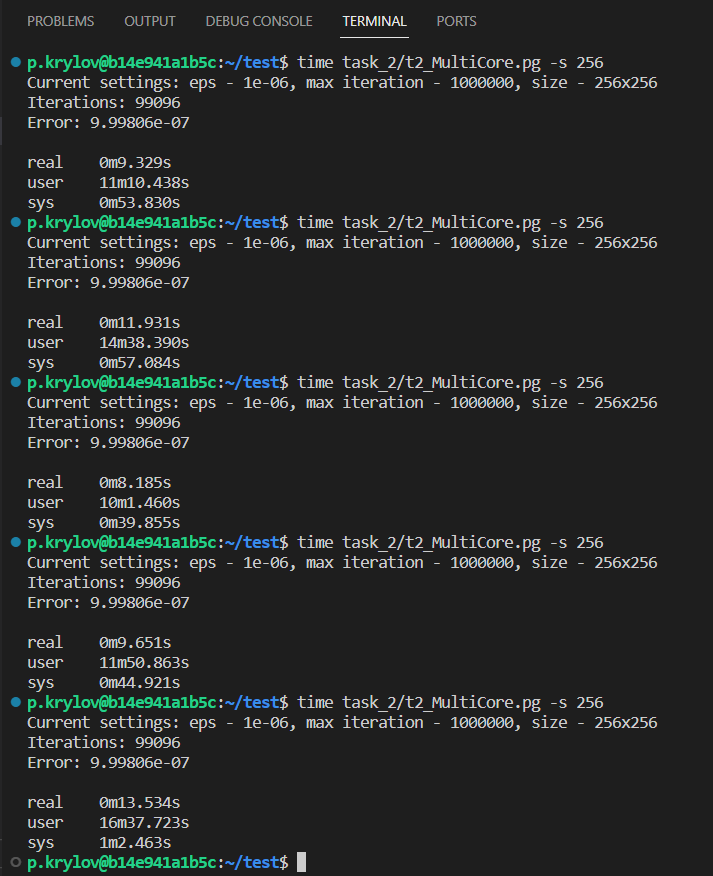 PROBLEMS OUTPUT DEBUG CONSOLE TERMINAL PORTS
p.krylov@b14e941a1b5c:~/test$ time task_2/t2_MultiCore.pg -s 256
Current settings: eps - 1e-06, max iteration - 1000000, size - 256x256
Iterations: 99096
Error: 9.99806e-07
real 0m9.329s
user 11m10.438s
sys 0m53.830s
p.krylov@b14e941a1b5c:~/test$ time task_2/t2_MultiCore.pg -s 256
Current settings: eps - 1e-06, max iteration - 1000000, size - 256x256
Iterations: 99096
Error: 9.99806e-07
real 0m11.931s
user 14m38.390s
sys 0m57.084s
p.krylov@b14e941a1b5c:~/test$ time task_2/t2_MultiCore.pg -s 256
Current settings: eps - 1e-06, max iteration - 1000000, size - 256x256
Iterations: 99096
Error: 9.99806e-07
real 0m8.185s
user 10m1.460s
sys 0m39.855s
p.krylov@b14e941a1b5c:~/test$ time task_2/t2_MultiCore.pg -s 256
Current settings: eps - 1e-06, max iteration - 1000000, size - 256x256
Iterations: 99096
Error: 9.99806e-07
real 0m9.651s
user 11m50.863s
sys 0m44.921s
p.krylov@b14e941a1b5c:~/test$ time task_2/t2_MultiCore.pg -s 256
Current settings: eps - 1e-06, max iteration - 1000000, size - 256x256
Iterations: 99096
Error: 9.99806e-07
real 0m13.534s
user 16m37.723s
sys 1m2.463s
p.krylov@b14e941a1b5c:~/test$